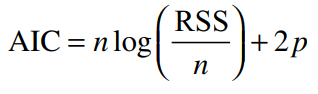 AIC = n log(RSS/n) + 2p